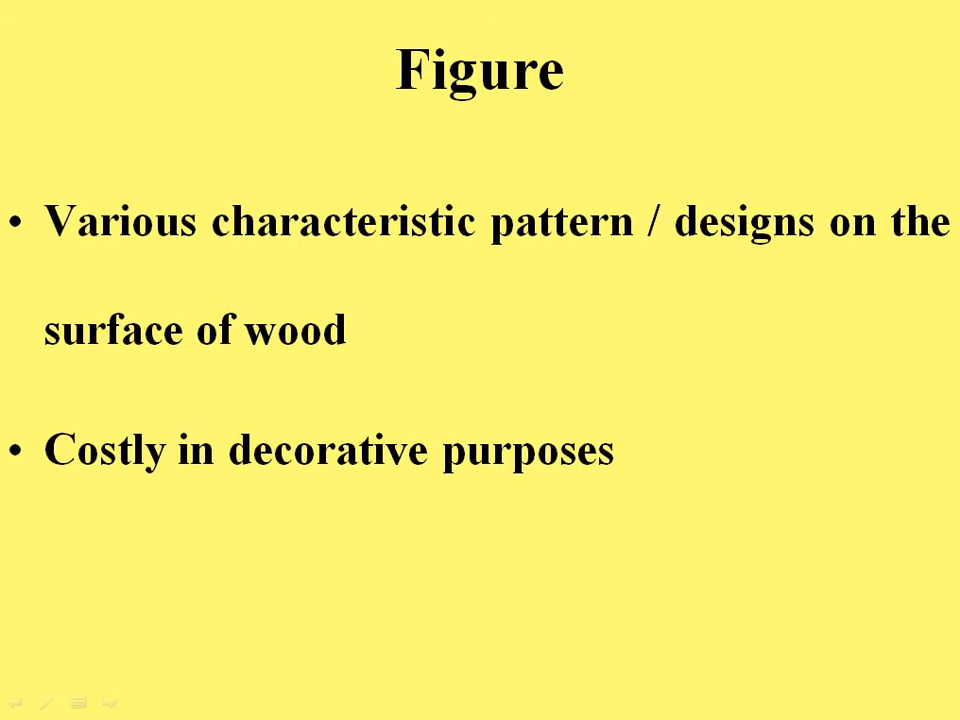 Figure
• Various characteristic pattern / designs on the
surface of wood
• Costly in decorative purposes